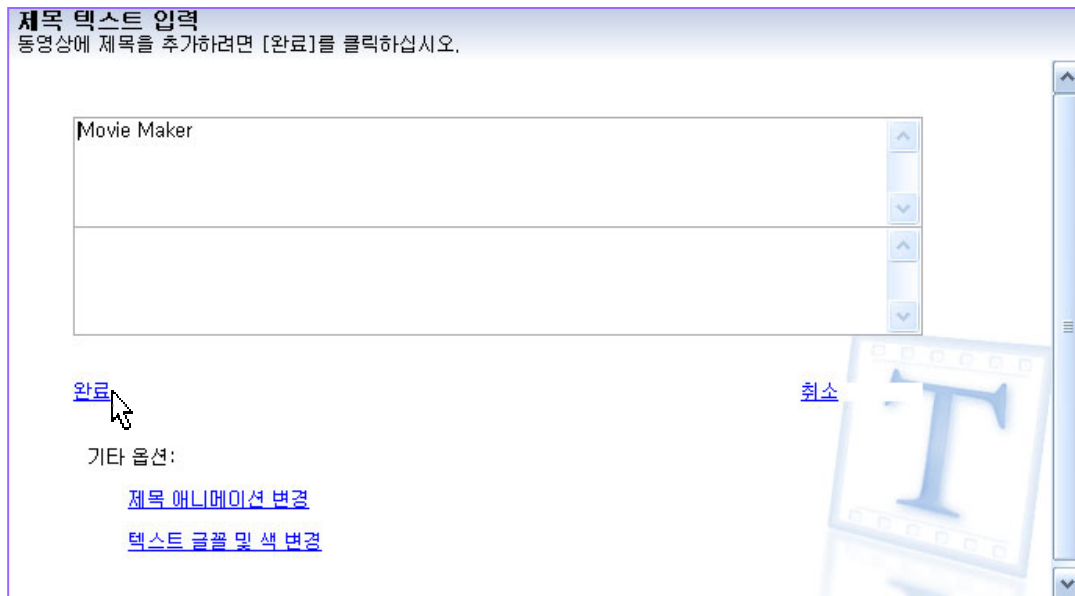 제목 텍스트 입력
동영상에 제목을 추가하려면 [완료]를 클릭하십시오.
Movie Maker
완료
취소
기타 옵션:
제목 애니메이션 변경
텍스트 글꼴 및 색 변경
T